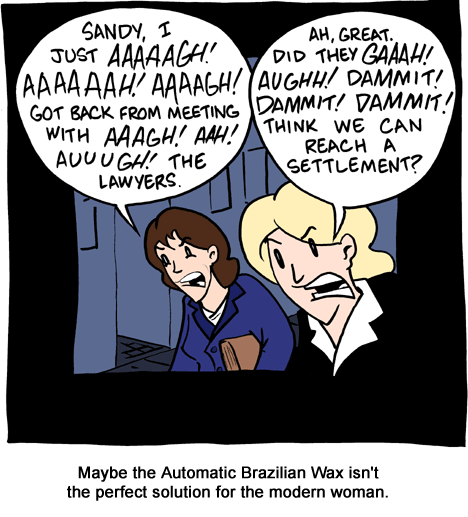 SANDY, I
JUST AAAAAGH!
AAAAAAH! AAAAGH!
GOT BACK FROM MEETING
WITH AAAGH! AAH!
AUUUGH! THE
LAWYERS.
AH, GREAT.
DID THEY GAAAH!
AUGHH! DAMMIT!
DAMMIT! DAMMIT!
THINK WE CAN
REACH A
SETTLEMENT?
Maybe the Automatic Brazilian Wax isn't
the perfect solution for the modern woman.